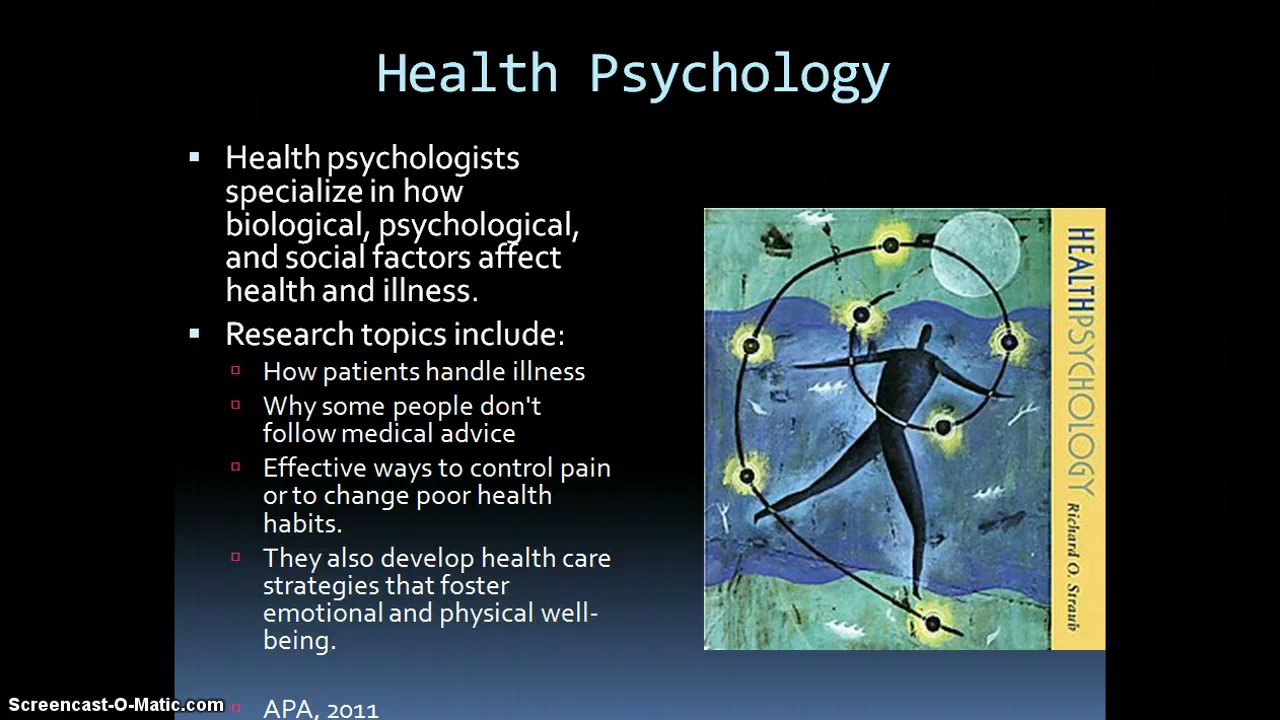 Health Psychology
Health psychologists
specialize in how
biological, psychological,
and social factors affect
health and illness.
Research topics include:
How patients handle illness
Why some people don't
follow medical advice
Effective ways to control pain
or to change poor health
habits.
They also develop health care
strategies that foster
emotional and physical well-
being.
APA, 2011
HEALTHPSYCHOLOGY
Richard O. Straub
Screencast-O-Matic.com